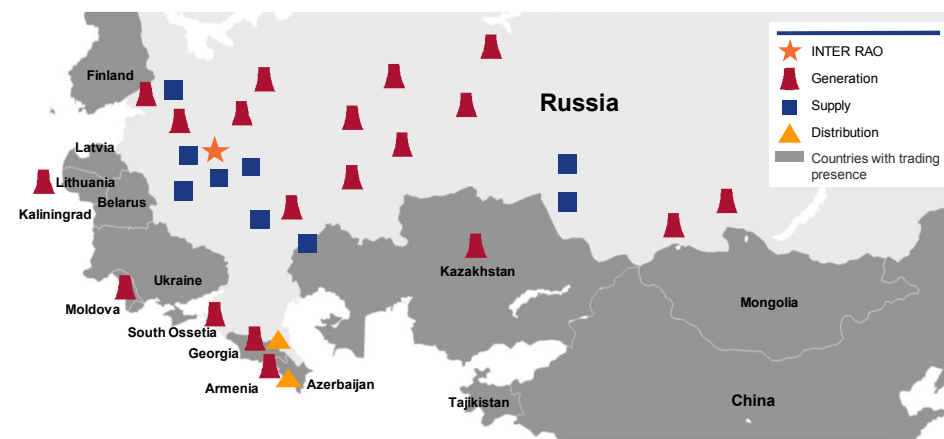 INTER RAO
Generation
Supply
Distribution
Countries with trading
presence
Russia
Finland
Latvia
Lithuania
Belarus
Kaliningrad
Ukraine
Moldova
South Ossetia
Georgia
Armenia
Azerbaijan
Kazakhstan
Mongolia
Tajikistan
China